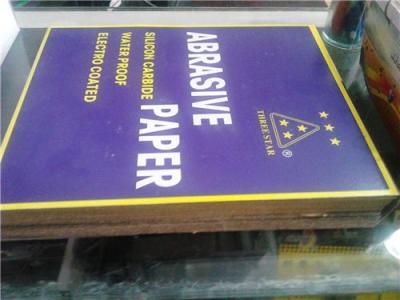 THREE STAR
®
ABRASIVE
PAPER
SILICON CARBIDE
WATER PROOF
ELECTRO COATED